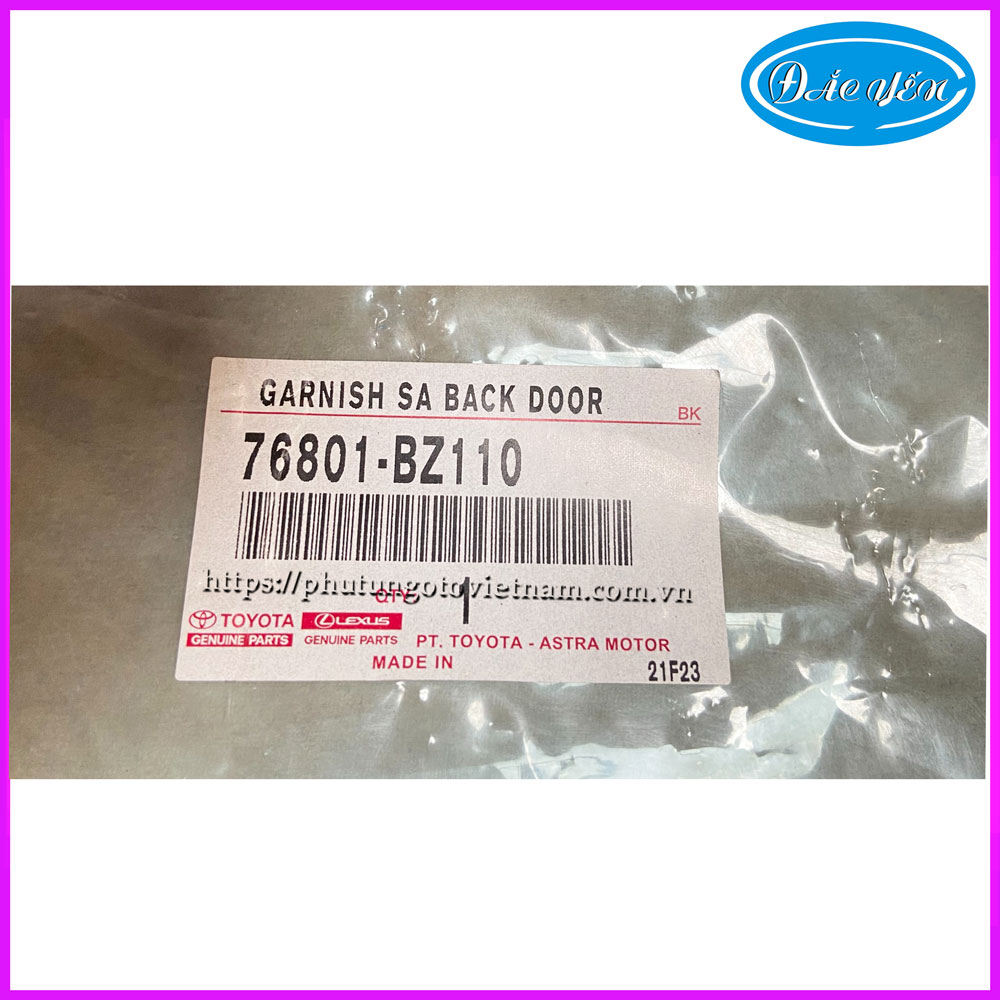 ĐẮC YẾN
GARNISH SA BACK DOOR
BK
76801-BZ110
https://phutungotovietnam.com.vn
QTY 1
TOYOTA LEXUS
GENUINE PARTS GENUINE PARTS PT. TOYOTA - ASTRA MOTOR
MADE IN
21F23